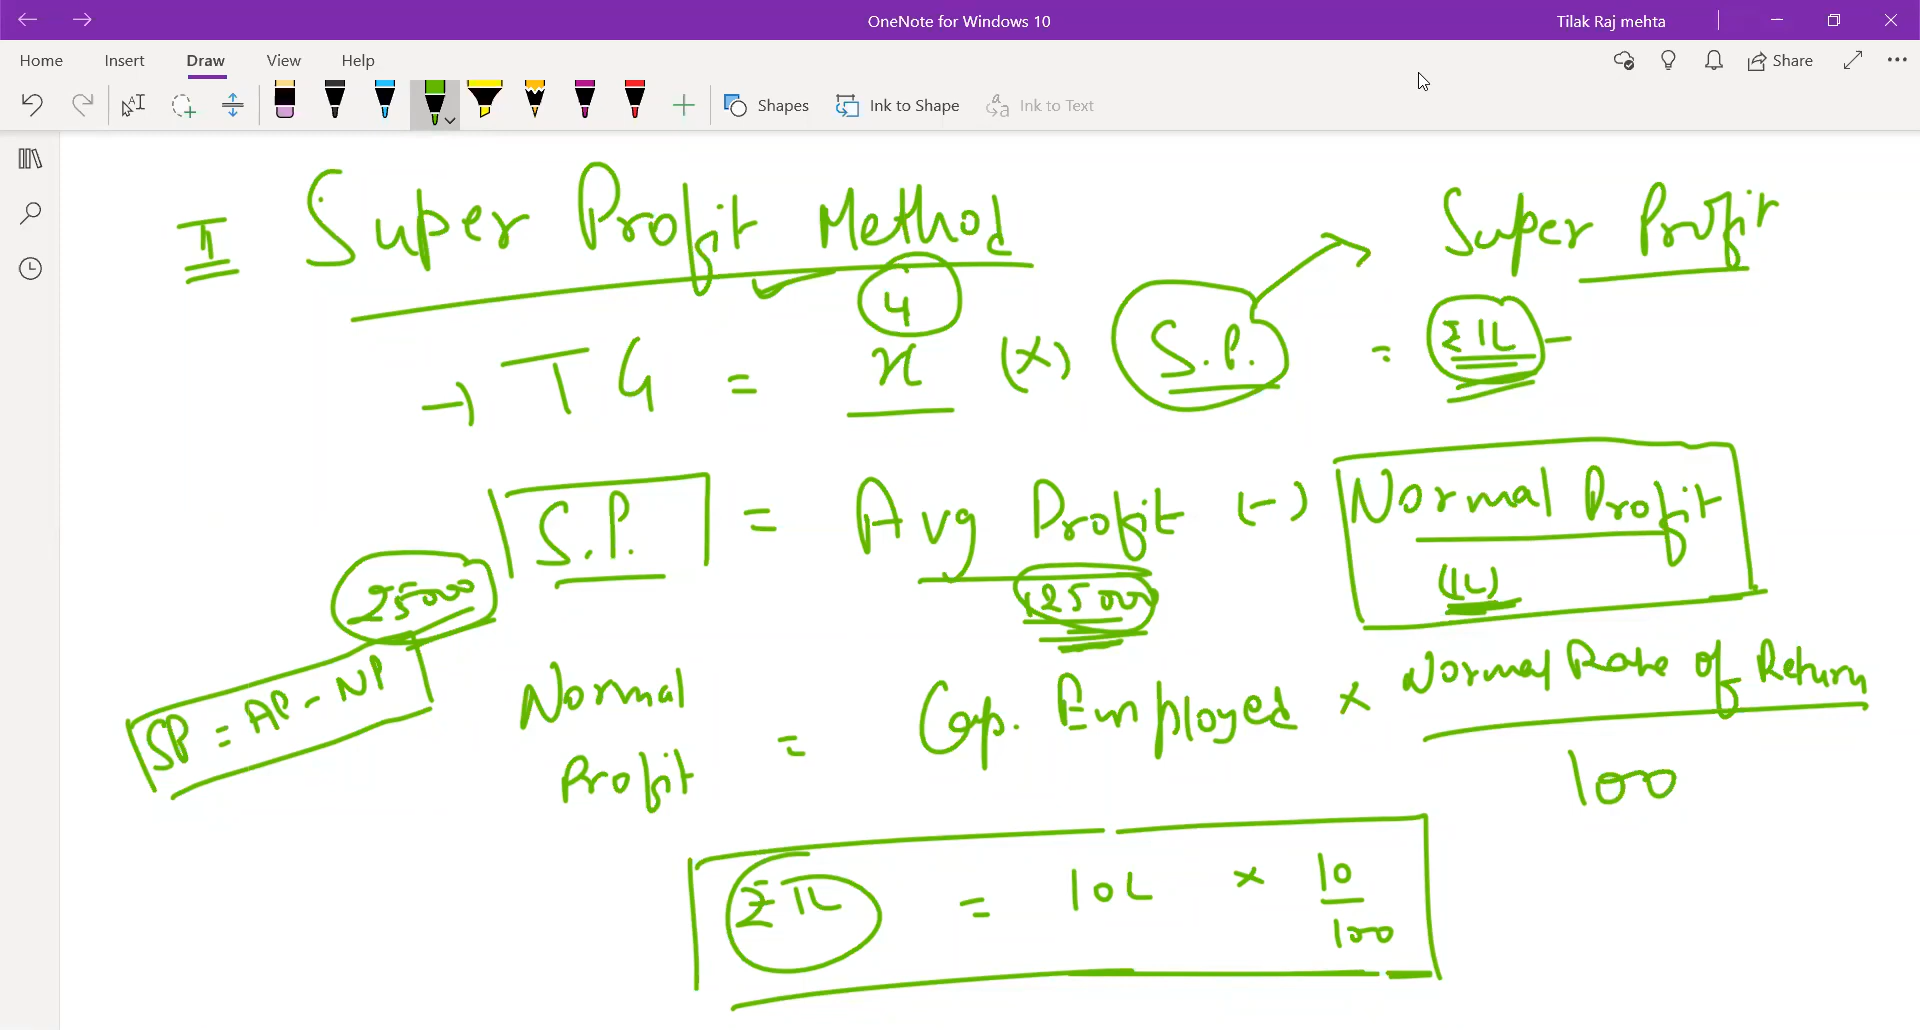 OneNote for Windows 10
Tilak Raj mehta
Home Insert Draw View Help
Share
Shapes Ink to Shape Ink to Text
II Super Profit Method
Super Profit
4
→ TG = x (×) S.P. = ₹ 1L
S.P. = Avg Profit (-) Normal Profit
25000 125000 (1L)
SP = AP - NP
Normal Profit = Cap. Employed × Normal Rate of Return
100
₹ 1L = 10L × 10
100